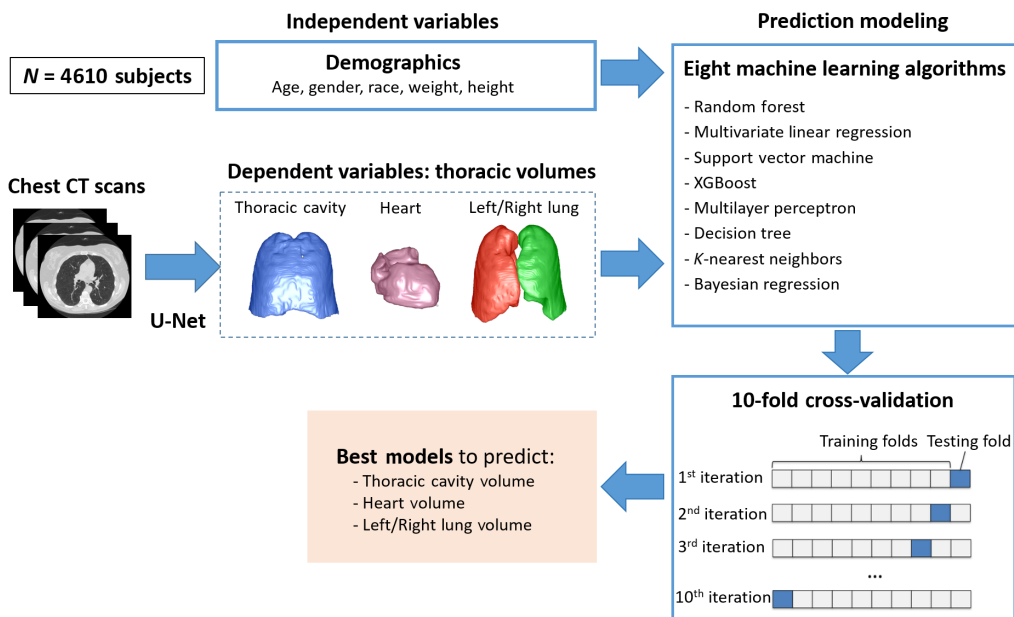 Independent variables
N = 4610 subjects
Demographics
Age, gender, race, weight, height
Chest CT scans
U-Net
Dependent variables: thoracic volumes
Thoracic cavity
Heart
Left/Right lung
Prediction modeling
Eight machine learning algorithms
- Random forest
- Multivariate linear regression
- Support vector machine
- XGBoost
- Multilayer perceptron
- Decision tree
- K-nearest neighbors
- Bayesian regression
10-fold cross-validation
Training folds
Testing fold
1st iteration
2nd iteration
3rd iteration
...
10th iteration
Best models to predict:
- Thoracic cavity volume
- Heart volume
- Left/Right lung volume